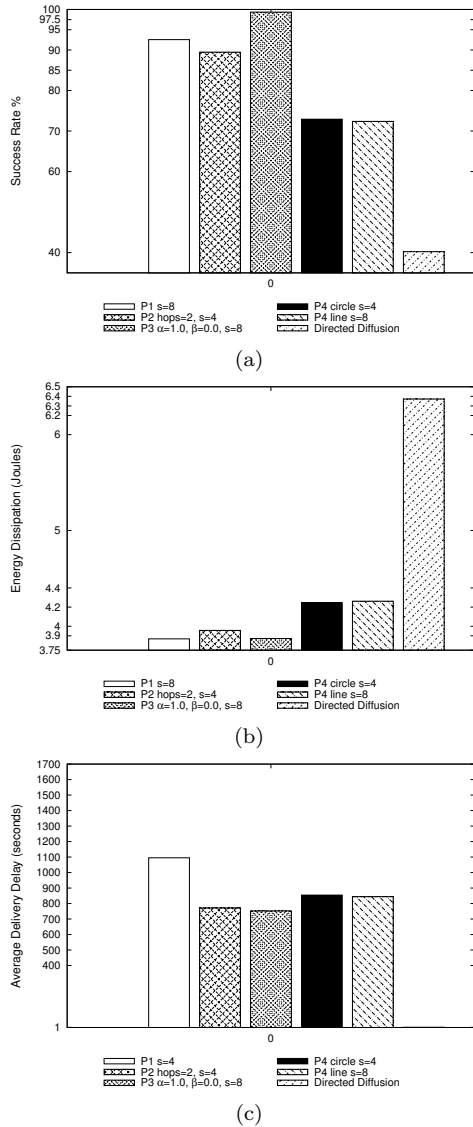 100
97.5
95
90
85
80
70
60
40
Success Rate %
0
P1 s=8
P2 hops=2, s=4
P3 α=1.0, β=0.0, s=8
P4 circle s=4
P4 line s=8
Directed Diffusion
(a)
6.5
6.4
6.3
6.2
6
5
4.4
4.2
4
3.9
3.75
Energy Dissipation (Joules)
0
P1 s=8
P2 hops=2, s=4
P3 α=1.0, β=0.0, s=8
P4 circle s=4
P4 line s=8
Directed Diffusion
(b)
1700
1600
1500
1400
1300
1200
1100
1000
900
800
700
600
500
400
1
Average Delivery Delay (seconds)
0
P1 s=4
P2 hops=2, s=4
P3 α=1.0, β=0.0, s=8
P4 circle s=4
P4 line s=8
Directed Diffusion
(c)